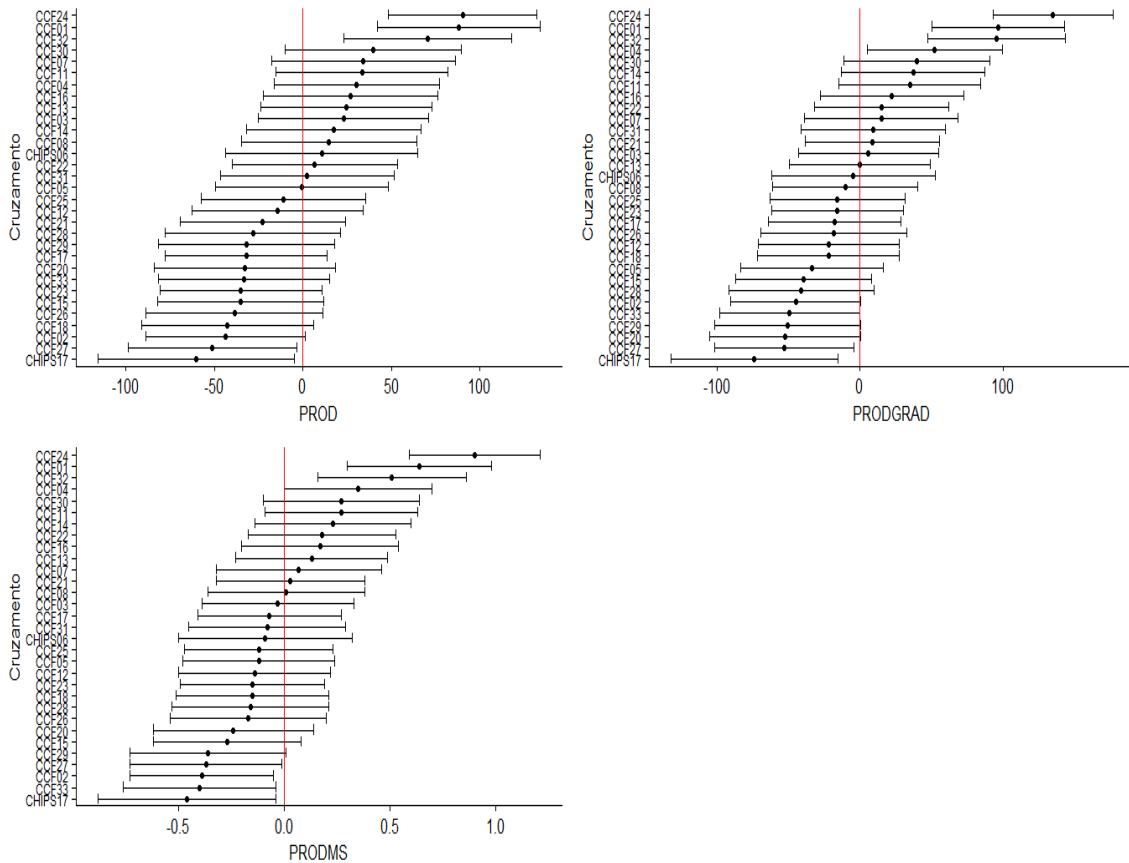 Cruzamento
CCF24
CCF01
CCF32
CCF30
CCF07
CCF11
CCF04
CCF16
CCF13
CCF03
CCF14
CCF08
CHIPS06
CCF22
CCF31
CCF05
CCF25
CCF12
CCF21
CCF28
CCF29
CCF17
CCF20
CCF33
CCF23
CCF15
CCF26
CCF18
CCF02
CCF27
CHIPS17
-100 -50 0 50 100
PROD
Cruzamento
CCF24
CCF01
CCF32
CCF04
CCF30
CCF14
CCF11
CCF16
CCF22
CCF07
CCF31
CCF21
CCF03
CCF13
CHIPS06
CCF08
CCF25
CCF23
CCF17
CCF26
CCF12
CCF18
CCF05
CCF15
CCF28
CCF02
CCF33
CCF29
CCF20
CCF27
CHIPS17
-100 0 100
PRODGRAD
Cruzamento
CCF24
CCF01
CCF32
CCF04
CCF30
CCF11
CCF14
CCF22
CCF16
CCF13
CCF07
CCF21
CCF08
CCF03
CCF17
CCF31
CHIPS06
CCF25
CCF05
CCF12
CCF23
CCF18
CCF28
CCF26
CCF20
CCF15
CCF29
CCF27
CCF02
CCF33
CHIPS17
-0.5 0.0 0.5 1.0
PRODMS